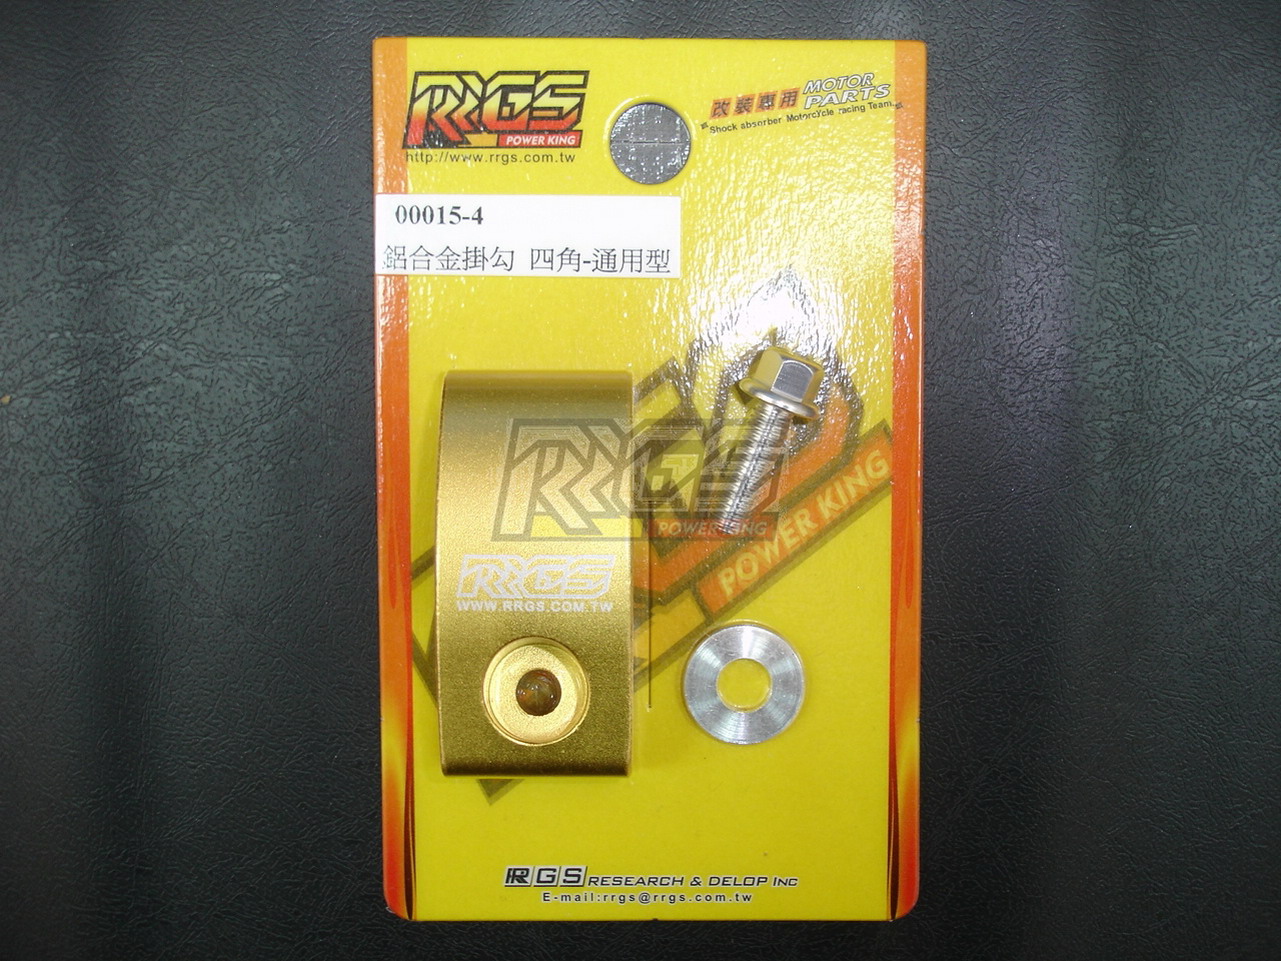 RRGS
POWER KING
http://www.rrgs.com.tw
改裝專用 MOTOR PARTS
Shock absorber MotorcYcle racing Team.
00015-4
鋁合金掛勾 四角-通用型
RRGS
POWER KING
POWER KING
RRGS
WWW.RRGS.COM.TW
RRGS RESEARCH & DELOP INC
E-mail:rrgs@rrgs.com.tw